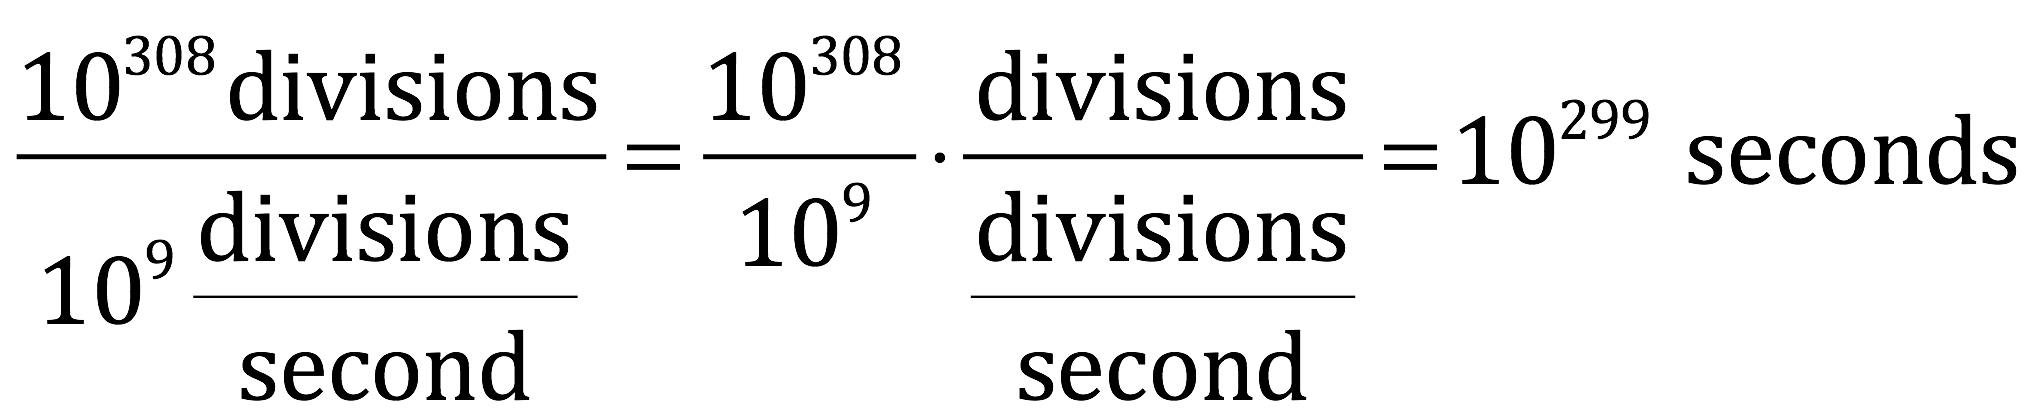 10^308 divisions / (10^9 divisions/second) = 10^308/10^9 · divisions/(divisions/second) = 10^299 seconds